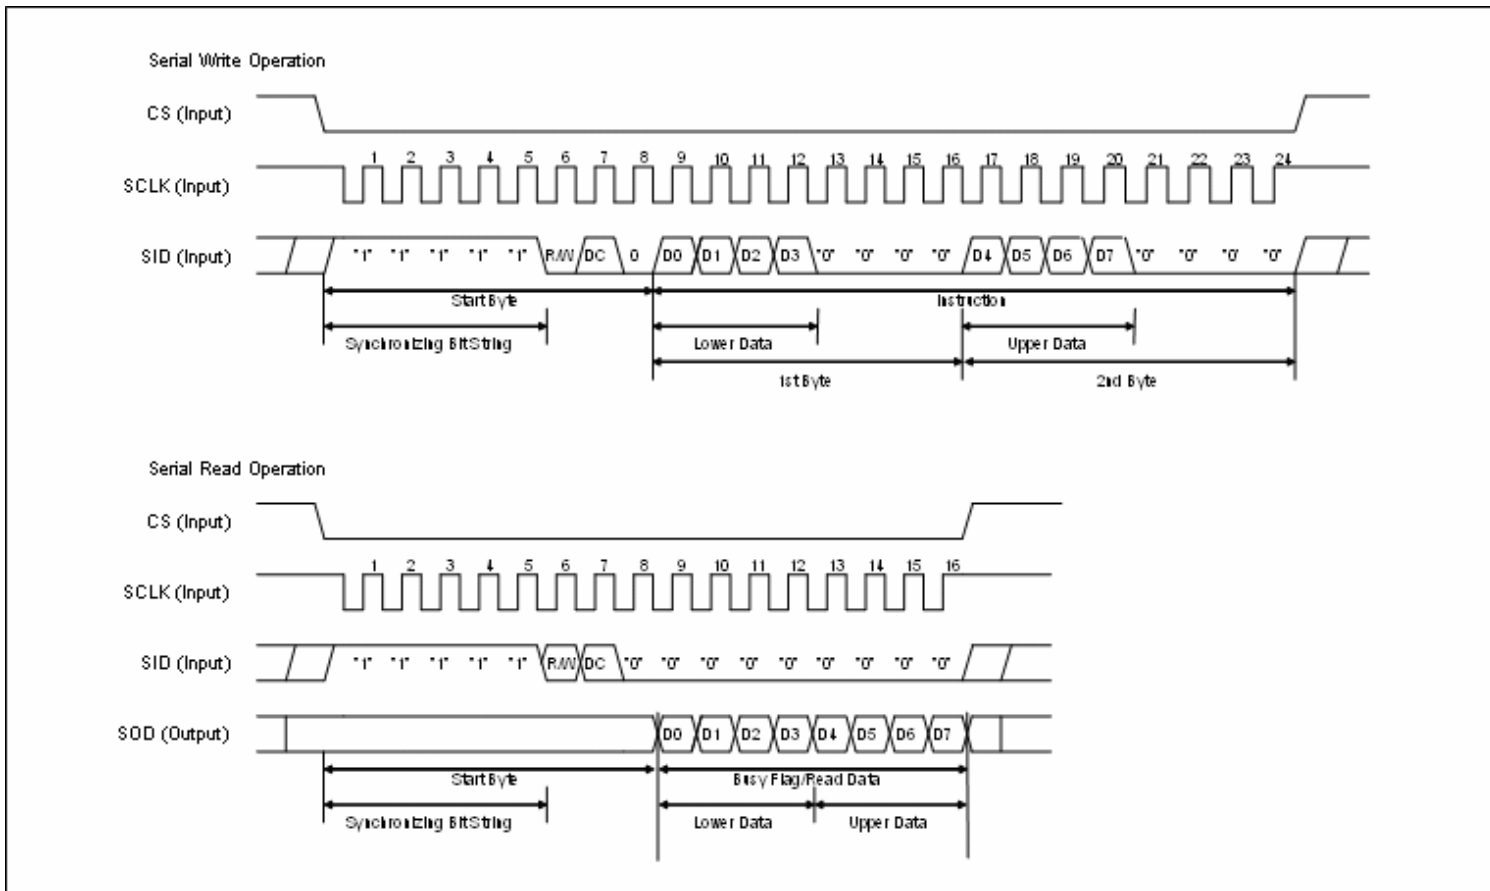 Serial Write Operation
CS (Input)
1 2 3 4 5 6 7 8 9 10 11 12 13 14 15 16 17 18 19 20 21 22 23 24
SCLK (Input)
SID (Input) "1" "1" "1" "1" "1" R/W DC 0 D0 D1 D2 D3 "0" "0" "0" "0" D4 D5 D6 D7 "0" "0" "0" "0"
Start Byte Instruction
Synchronizing Bit String Lower Data Upper Data
1st Byte 2nd Byte
Serial Read Operation
CS (Input)
1 2 3 4 5 6 7 8 9 10 11 12 13 14 15 16
SCLK (Input)
SID (Input) "1" "1" "1" "1" "1" R/W DC "0" "0" "0" "0" "0" "0" "0" "0" "0"
SOD (Output) D0 D1 D2 D3 D4 D5 D6 D7
Start Byte Busy Flag/Read Data
Synchronizing Bit String Lower Data Upper Data